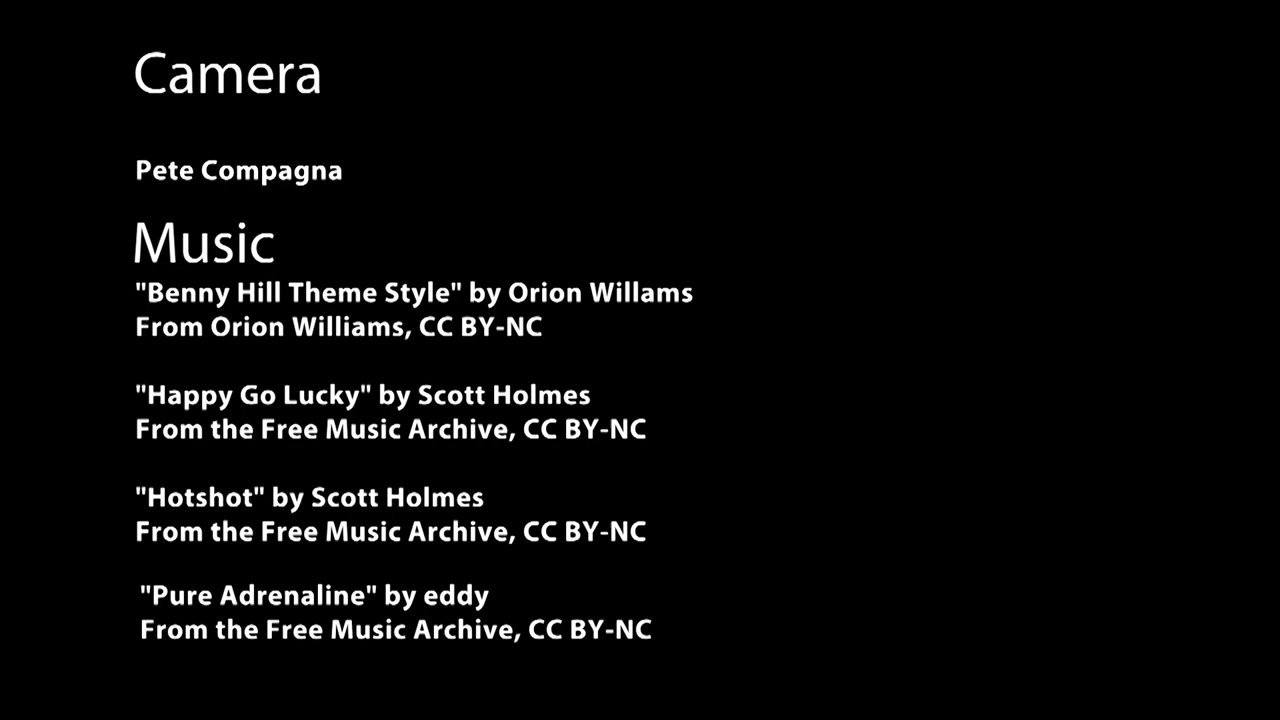 Camera
Pete Compagna
Music
"Benny Hill Theme Style" by Orion Willams
From Orion Williams, CC BY-NC
"Happy Go Lucky" by Scott Holmes
From the Free Music Archive, CC BY-NC
"Hotshot" by Scott Holmes
From the Free Music Archive, CC BY-NC
"Pure Adrenaline" by eddy
From the Free Music Archive, CC BY-NC